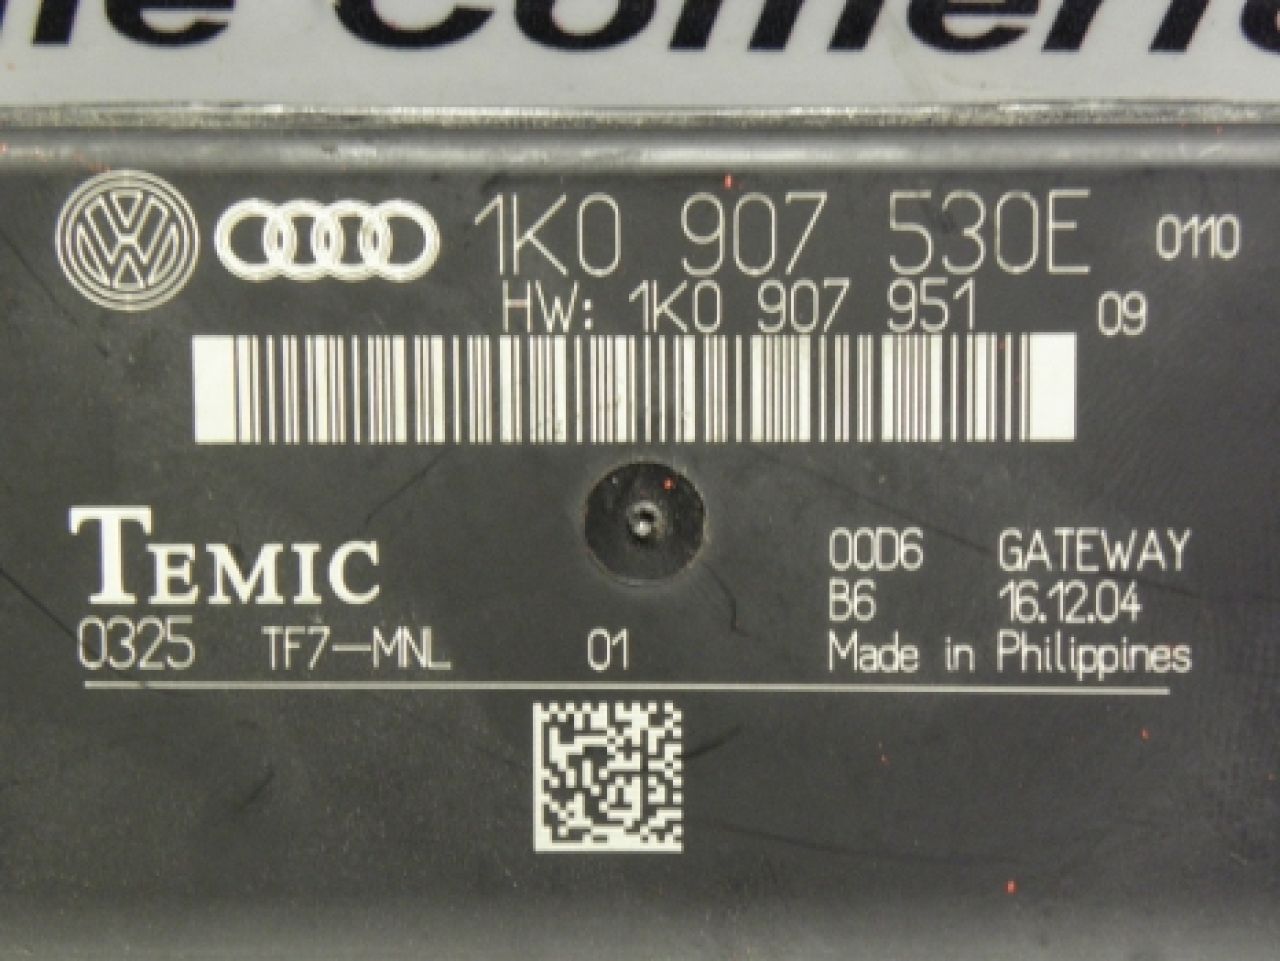 1K0 907 530E 0110
HW: 1K0 907 951 09
TEMIC
00D6 GATEWAY
B6 16.12.04
0325 TF7-MNL 01 Made in Philippines